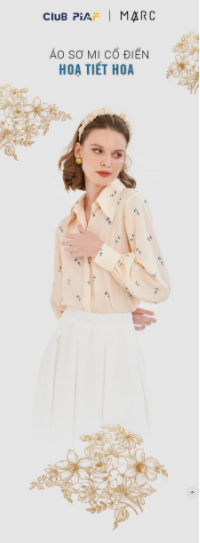 CLUB PIAF | MARC
ÁO SƠ MI CỔ ĐIỂN
HOẠ TIẾT HOA